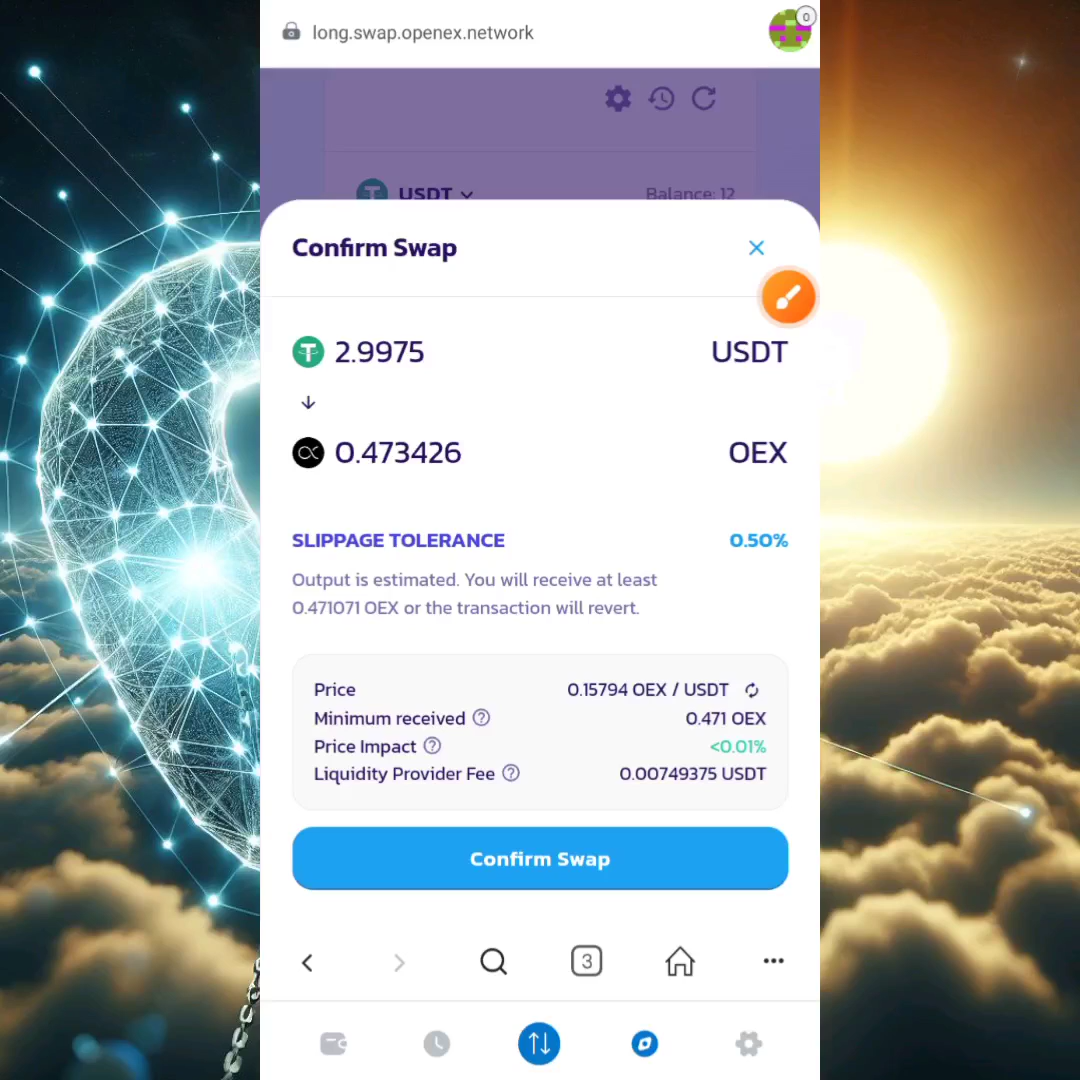 long.swap.openex.network
0
USDT Balance: 12
Confirm Swap
2.9975 USDT
0.473426 OEX
SLIPPAGE TOLERANCE 0.50%
Output is estimated. You will receive at least
0.471071 OEX or the transaction will revert.
Price 0.15794 OEX / USDT
Minimum received 0.471 OEX
Price Impact <0.01%
Liquidity Provider Fee 0.00749375 USDT
Confirm Swap
3